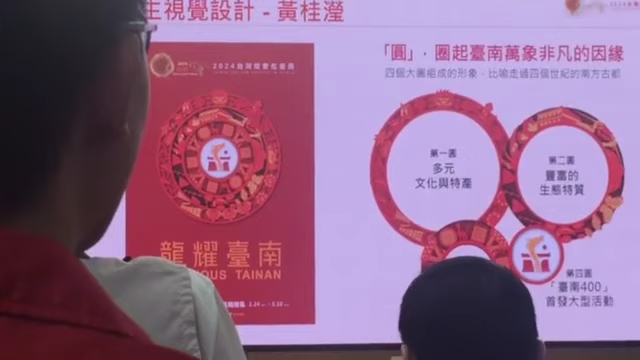 主視覺設計 - 黃桂瀅
2024台灣燈會在臺南
龍耀臺南
TAINAN
「圓」, 圈起臺南萬象非凡的因緣
四個大圓組成的形象，比喻走過四個世紀的南方古都
第一圓
多元
文化與特產
第二圓
豐富的
生態特質
第四圓
「臺南400」
首發大型活動